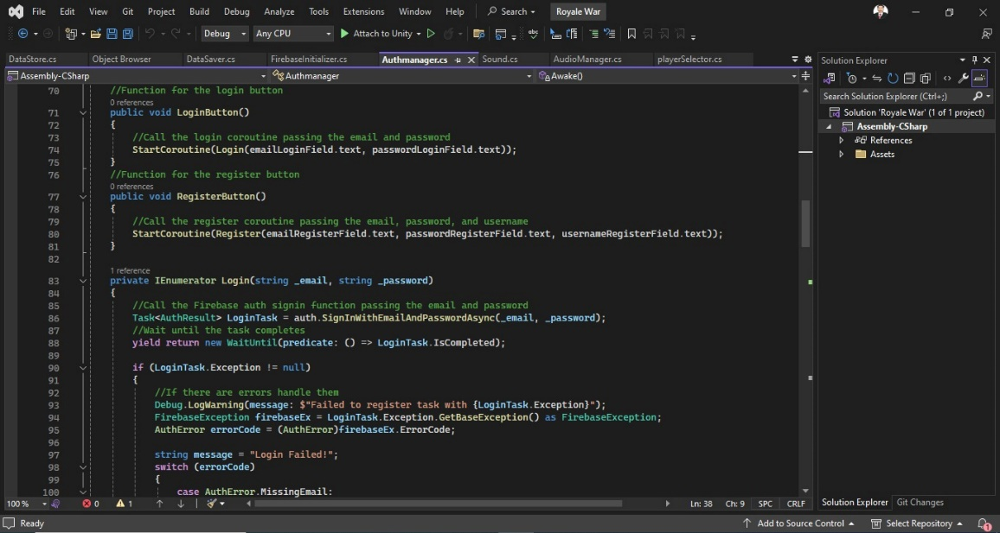 File Edit View Git Project Build Debug Analyze Tools Extensions Window Help Search Royale War
Debug Any CPU Attach to Unity
DataStore.cs Object Browser DataSaver.cs FirebaseInitializer.cs Authmanager.cs Sound.cs AudioManager.cs playerSelector.cs
Assembly-CSharp Authmanager Awake()
70 //Function for the login button
0 references
71 public void LoginButton()
72 {
73 //Call the login coroutine passing the email and password
74 StartCoroutine(Login(emailLoginField.text, passwordLoginField.text));
75 }
76 //Function for the register button
0 references
77 public void RegisterButton()
78 {
79 //Call the register coroutine passing the email, password, and username
80 StartCoroutine(Register(emailRegisterField.text, passwordRegisterField.text, usernameRegisterField.text));
81 }
82
1 reference
83 private IEnumerator Login(string _email, string _password)
84 {
85 //Call the Firebase auth signin function passing the email and password
86 Task<AuthResult> LoginTask = auth.SignInWithEmailAndPasswordAsync(_email, _password);
87 //Wait until the task completes
88 yield return new WaitUntil(predicate: () => LoginTask.IsCompleted);
89
90 if (LoginTask.Exception != null)
91 {
92 //If there are errors handle them
93 Debug.LogWarning(message: $"Failed to register task with {LoginTask.Exception}");
94 FirebaseException firebaseEx = LoginTask.Exception.GetBaseException() as FirebaseException;
95 AuthError errorCode = (AuthError)firebaseEx.ErrorCode;
96
97 string message = "Login Failed!";
98 switch (errorCode)
99 {
100 case AuthError.MissingEmail:
100 % 0 1 Ln: 38 Ch: 9 SPC CRLF
Solution Explorer
Search Solution Explorer (Ctrl+;)
Solution 'Royale War' (1 of 1 project)
Assembly-CSharp
References
Assets
Solution Explorer Git Changes
Ready Add to Source Control Select Repository 1